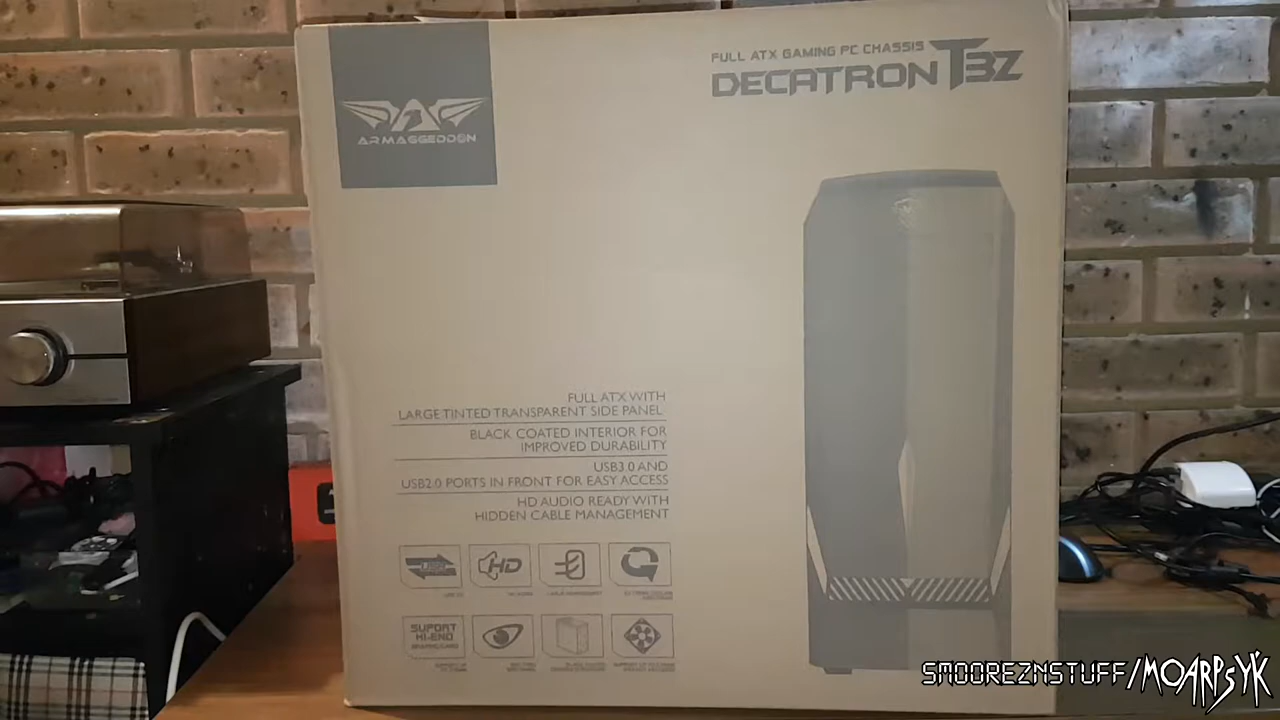 ARMAGGEDDON
FULL ATX GAMING PC CHASSIS
DECATRON T3Z
FULL ATX WITH
LARGE TINTED TRANSPARENT SIDE PANEL
BLACK COATED INTERIOR FOR
IMPROVED DURABILITY
USB3.0 AND
USB2.0 PORTS IN FRONT FOR EASY ACCESS
HD AUDIO READY WITH
HIDDEN CABLE MANAGEMENT
USB
HD
SUPORT
HI-END
SMOOREZNSTUFF/MOARPSYK